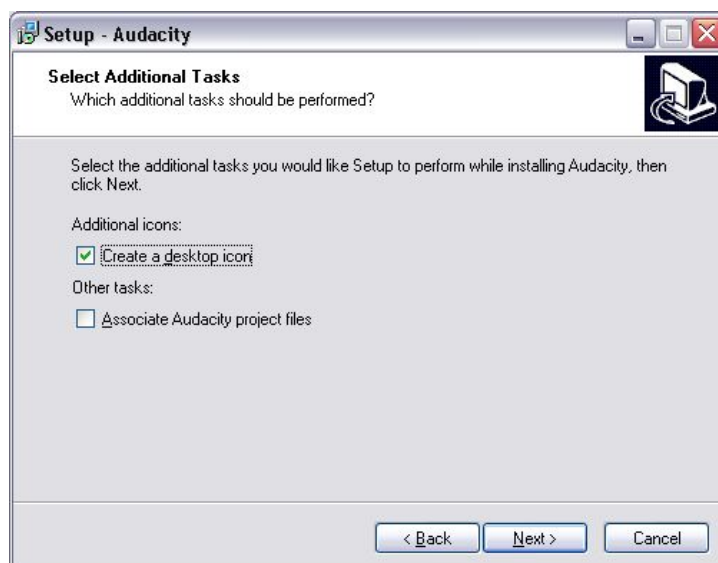 Setup - Audacity
Select Additional Tasks
Which additional tasks should be performed?
Select the additional tasks you would like Setup to perform while installing Audacity, then
click Next.
Additional icons:
Create a desktop icon
Other tasks:
Associate Audacity project files
< Back Next > Cancel